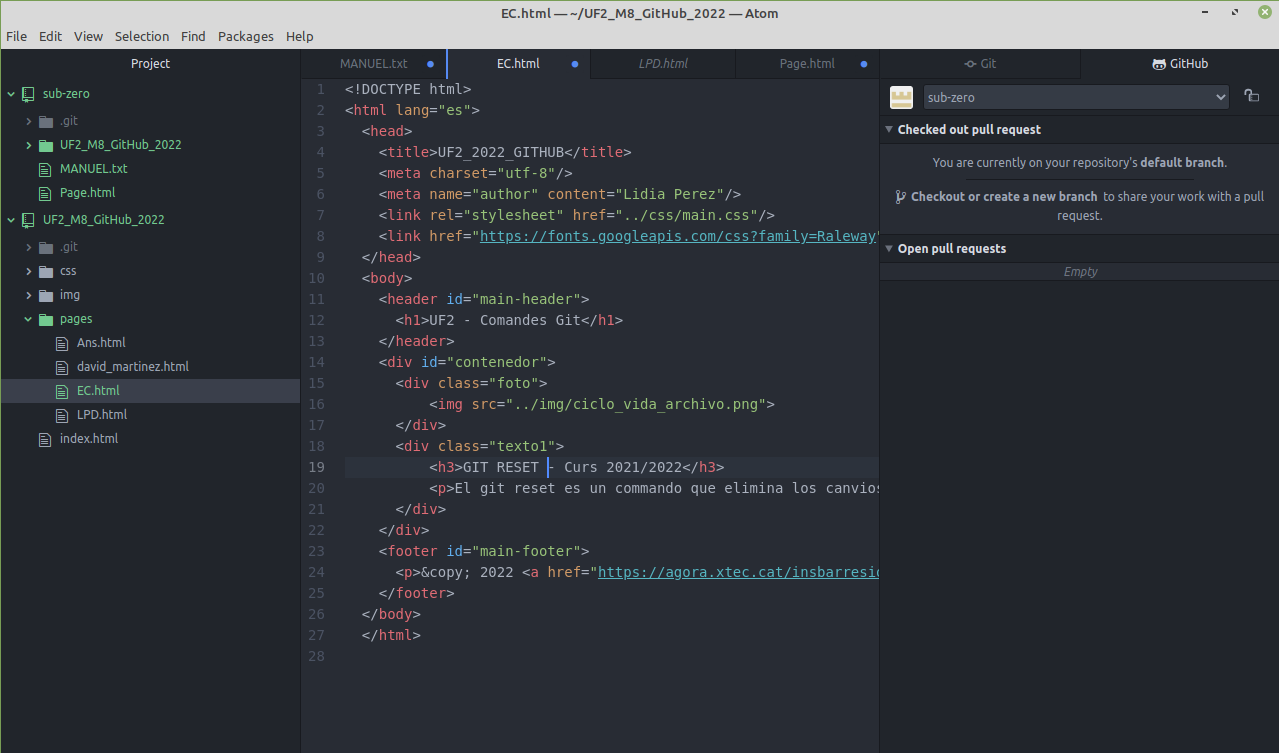 EC.html — ~/UF2_M8_GitHub_2022 — Atom
File Edit View Selection Find Packages Help
Project
sub-zero
.git
UF2_M8_GitHub_2022
MANUEL.txt
Page.html
UF2_M8_GitHub_2022
.git
css
img
pages
Ans.html
david_martinez.html
EC.html
LPD.html
index.html
MANUEL.txt EC.html LPD.html Page.html
1 <!DOCTYPE html>
2 <html lang="es">
3 <head>
4 <title>UF2_2022_GITHUB</title>
5 <meta charset="utf-8"/>
6 <meta name="author" content="Lidia Perez"/>
7 <link rel="stylesheet" href="../css/main.css"/>
8 <link href="https://fonts.googleapis.com/css?family=Raleway"
9 </head>
10 <body>
11 <header id="main-header">
12 <h1>UF2 - Comandes Git</h1>
13 </header>
14 <div id="contenedor">
15 <div class="foto">
16 <img src="../img/ciclo_vida_archivo.png">
17 </div>
18 <div class="texto1">
19 <h3>GIT RESET - Curs 2021/2022</h3>
20 <p>El git reset es un commando que elimina los canvios
21 </div>
22 </div>
23 <footer id="main-footer">
24 <p>&copy; 2022 <a href="https://agora.xtec.cat/insbarresic
25 </footer>
26 </body>
27 </html>
28
Git GitHub
sub-zero
Checked out pull request
You are currently on your repository's default branch.
Checkout or create a new branch to share your work with a pull
request.
Open pull requests
Empty